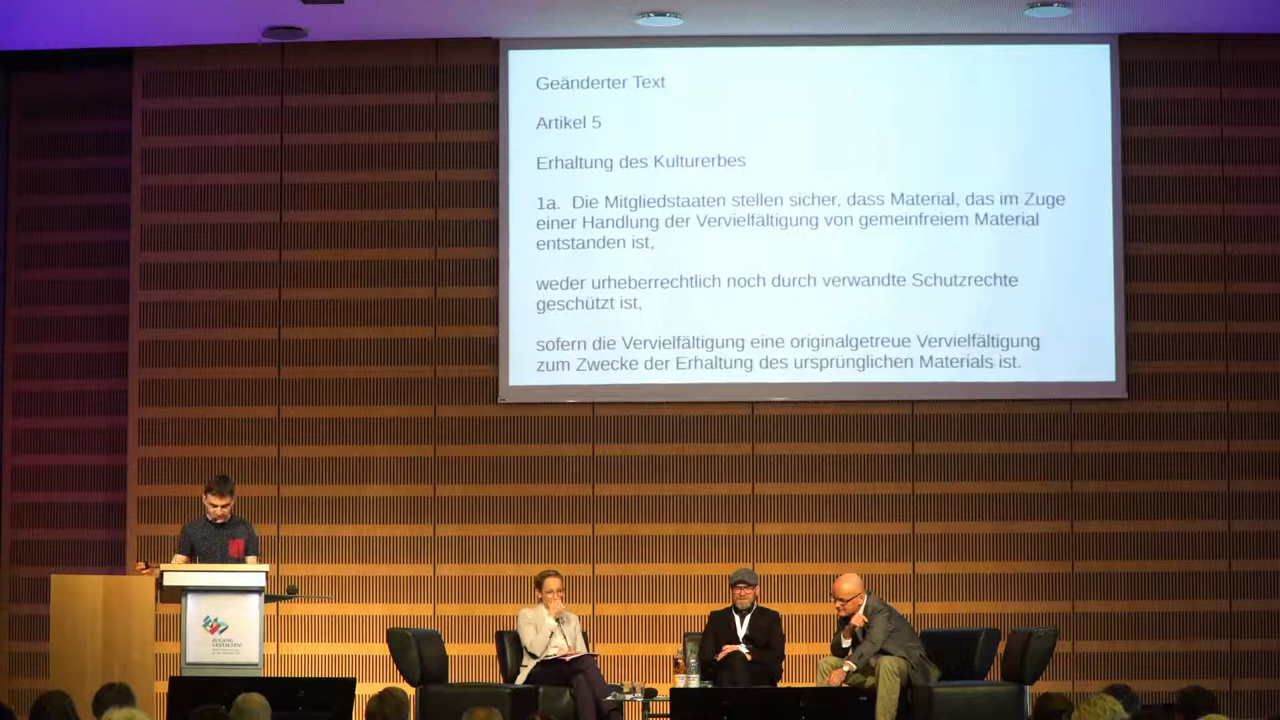 Geänderter Text
Artikel 5
Erhaltung des Kulturerbes
1a. Die Mitgliedstaaten stellen sicher, dass Material, das im Zuge
einer Handlung der Vervielfältigung von gemeinfreiem Material
entstanden ist,
weder urheberrechtlich noch durch verwandte Schutzrechte
geschützt ist,
sofern die Vervielfältigung eine originalgetreue Vervielfältigung
zum Zwecke der Erhaltung des ursprünglichen Materials ist.
ZUGANG
GESTALTEN!